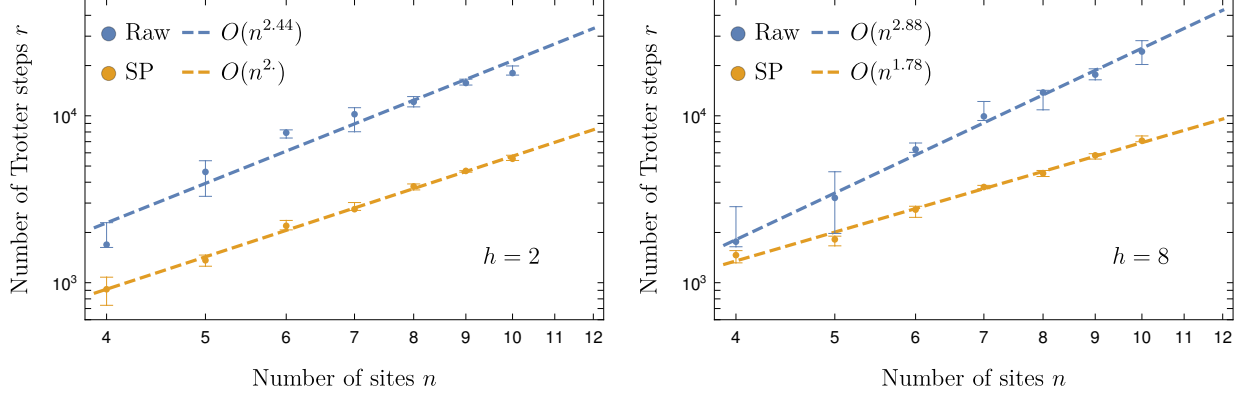 Raw O(n^{2.44})
SP O(n^{2.})
Number of Trotter steps r
10^4
10^3
h = 2
4 5 6 7 8 9 10 11 12
Number of sites n
Raw O(n^{2.88})
SP O(n^{1.78})
Number of Trotter steps r
10^4
10^3
h = 8
4 5 6 7 8 9 10 11 12
Number of sites n